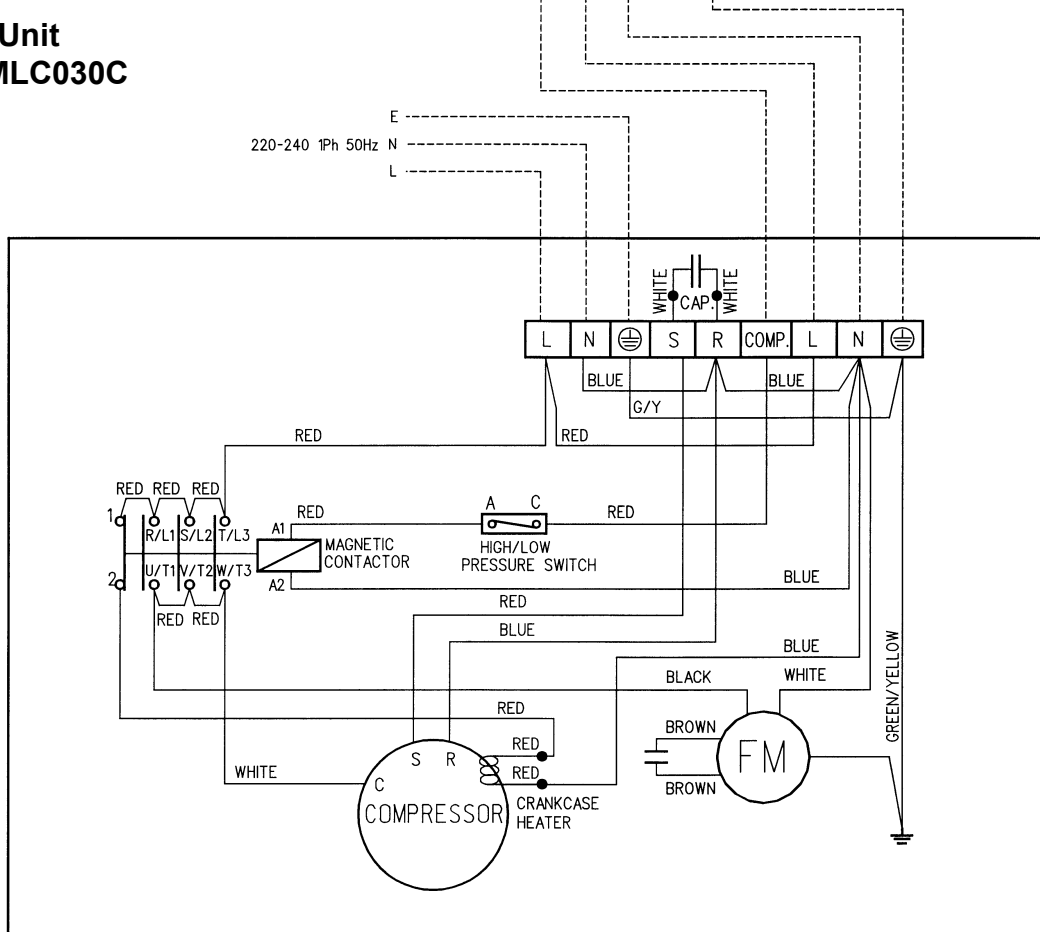 Unit
MLC030C
E
220-240 1Ph 50Hz N
L
WHITE
CAP.
WHITE
L N S R COMP. L N
BLUE BLUE
G/Y
RED RED
RED RED RED
1 R/L1 S/L2 T/L3
A1 RED
A C
RED
MAGNETIC
CONTACTOR
HIGH/LOW
PRESSURE SWITCH
2 U/T1 V/T2 W/T3
A2
BLUE
RED RED
RED
BLUE
BLUE
BLACK WHITE
GREEN/YELLOW
RED
BROWN
FM
BROWN
RED
RED
WHITE
S R
C
COMPRESSOR
CRANKCASE
HEATER